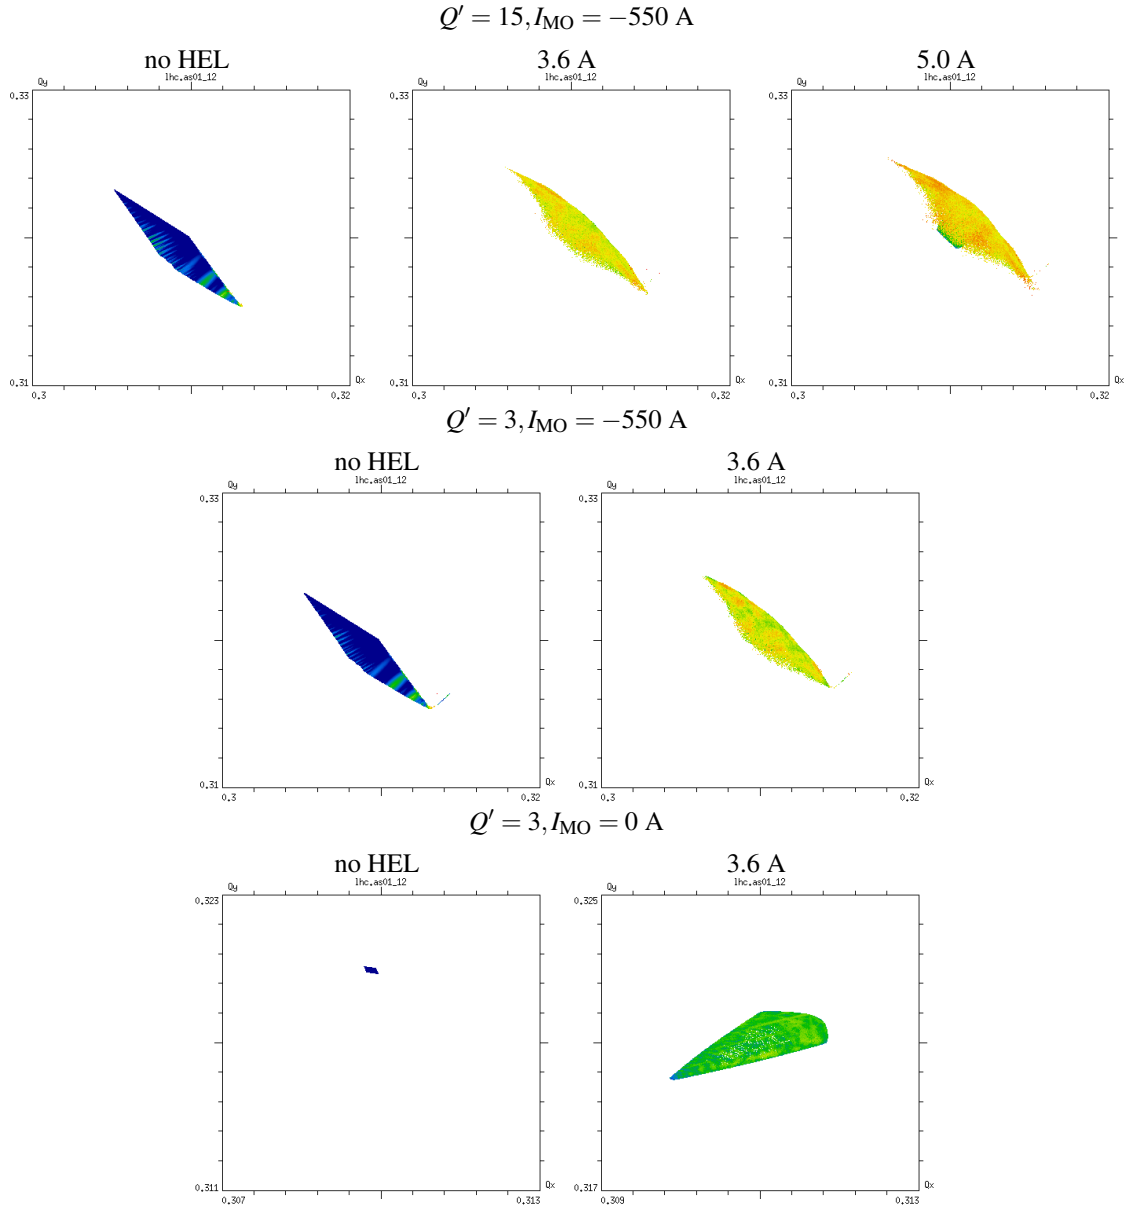 Q′ = 15, I_MO = −550 A
no HEL 3.6 A 5.0 A
lhc.as01_12 lhc.as01_12 lhc.as01_12
Qy Qy Qy
0.33 0.33 0.33
0.31 Qx 0.31 Qx 0.31 Qx
0.3 0.32 0.3 0.32 0.3 0.32
Q′ = 3, I_MO = −550 A
no HEL 3.6 A
lhc.as01_12 lhc.as01_12
Qy Qy
0.33 0.33
0.31 Qx 0.31 Qx
0.3 0.32 0.3 0.32
Q′ = 3, I_MO = 0 A
no HEL 3.6 A
lhc.as01_12 lhc.as01_12
Qy Qy
0.323 0.325
0.311 Qx 0.317 Qx
0.307 0.313 0.309 0.313